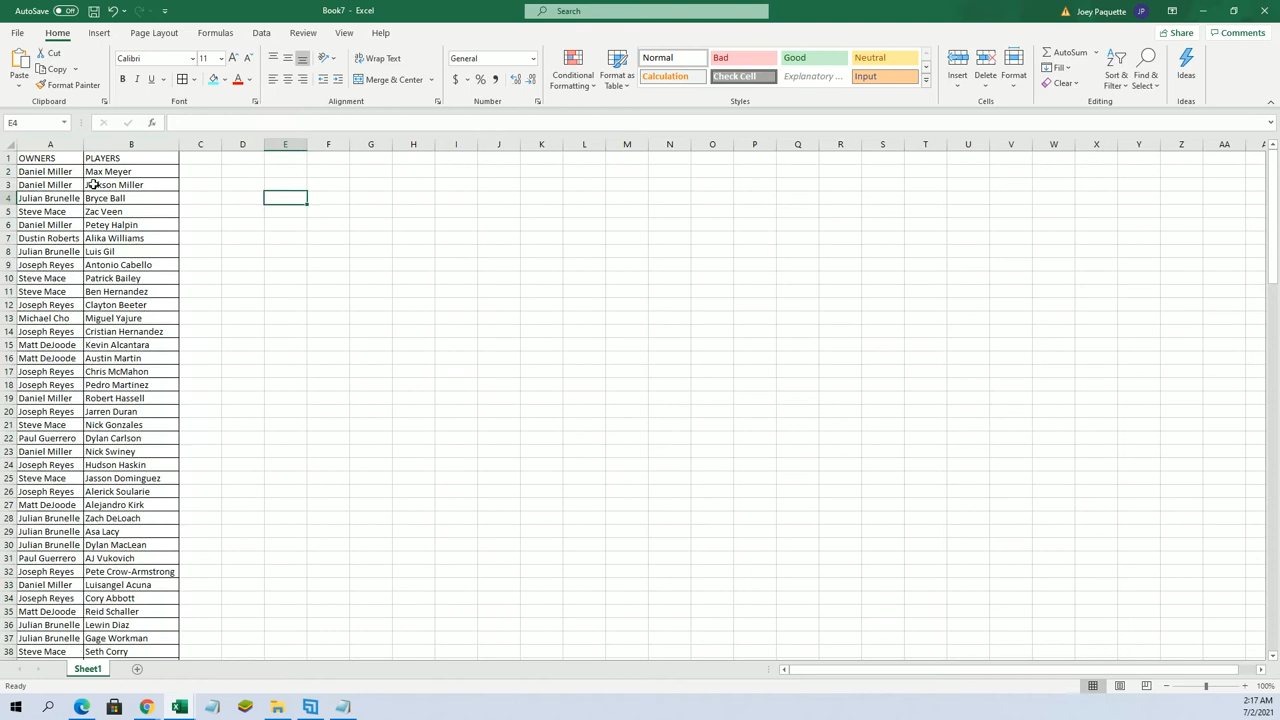 AutoSave Off
Book7 - Excel
Search
Joey Paquette JP
File Home Insert Page Layout Formulas Data Review View Help
Share Comments
Paste
Cut
Copy
Format Painter
Clipboard
Calibri 11
B I U
Font
Wrap Text
Merge & Center
Alignment
General
$ % 9
Number
Conditional Formatting
Format as Table
Normal Bad Good Neutral
Calculation Check Cell Explanatory ... Input
Styles
Insert Delete Format
Cells
AutoSum
Fill
Clear
Sort & Filter
Find & Select
Editing
Ideas
Ideas
E4 fx
A B C D E F G H I J K L M N O P Q R S T U V W X Y Z AA
1 OWNERS PLAYERS
2 Daniel Miller Max Meyer
3 Daniel Miller Jackson Miller
4 Julian Brunelle Bryce Ball
5 Steve Mace Zac Veen
6 Daniel Miller Petey Halpin
7 Dustin Roberts Alika Williams
8 Julian Brunelle Luis Gil
9 Joseph Reyes Antonio Cabello
10 Steve Mace Patrick Bailey
11 Steve Mace Ben Hernandez
12 Joseph Reyes Clayton Beeter
13 Michael Cho Miguel Yajure
14 Joseph Reyes Cristian Hernandez
15 Matt DeJoode Kevin Alcantara
16 Matt DeJoode Austin Martin
17 Joseph Reyes Chris McMahon
18 Joseph Reyes Pedro Martinez
19 Daniel Miller Robert Hassell
20 Joseph Reyes Jarren Duran
21 Steve Mace Nick Gonzales
22 Paul Guerrero Dylan Carlson
23 Daniel Miller Nick Swiney
24 Joseph Reyes Hudson Haskin
25 Steve Mace Jasson Dominguez
26 Joseph Reyes Alerick Soularie
27 Matt DeJoode Alejandro Kirk
28 Julian Brunelle Zach DeLoach
29 Julian Brunelle Asa Lacy
30 Julian Brunelle Dylan MacLean
31 Paul Guerrero AJ Vukovich
32 Joseph Reyes Pete Crow-Armstrong
33 Daniel Miller Luisangel Acuna
34 Joseph Reyes Cory Abbott
35 Matt DeJoode Reid Schaller
36 Julian Brunelle Lewin Diaz
37 Julian Brunelle Gage Workman
38 Steve Mace Seth Corry
Sheet1
Ready
100%
2:17 AM
7/2/2021